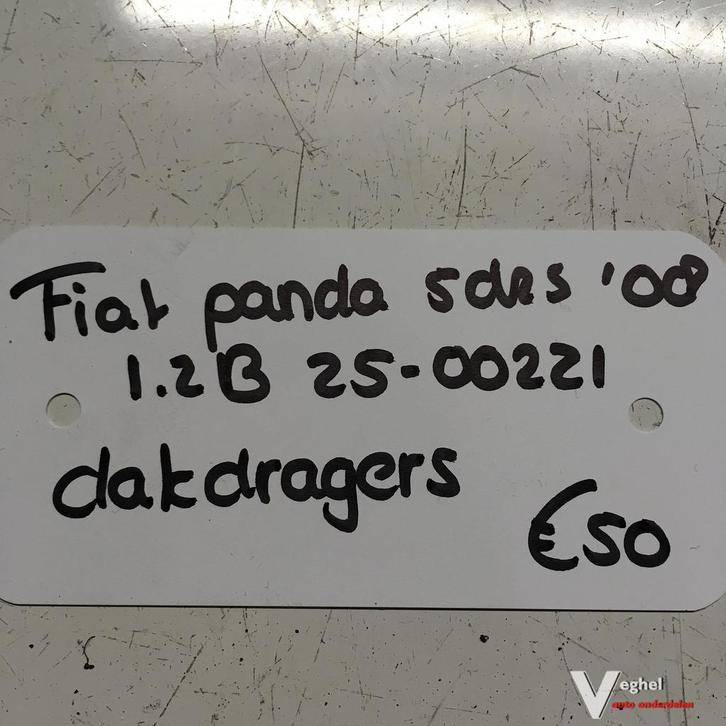 Fiat panda 5drs '08
1.2B 25-00221
dakdragers
€50
Veghel
auto onderdelen